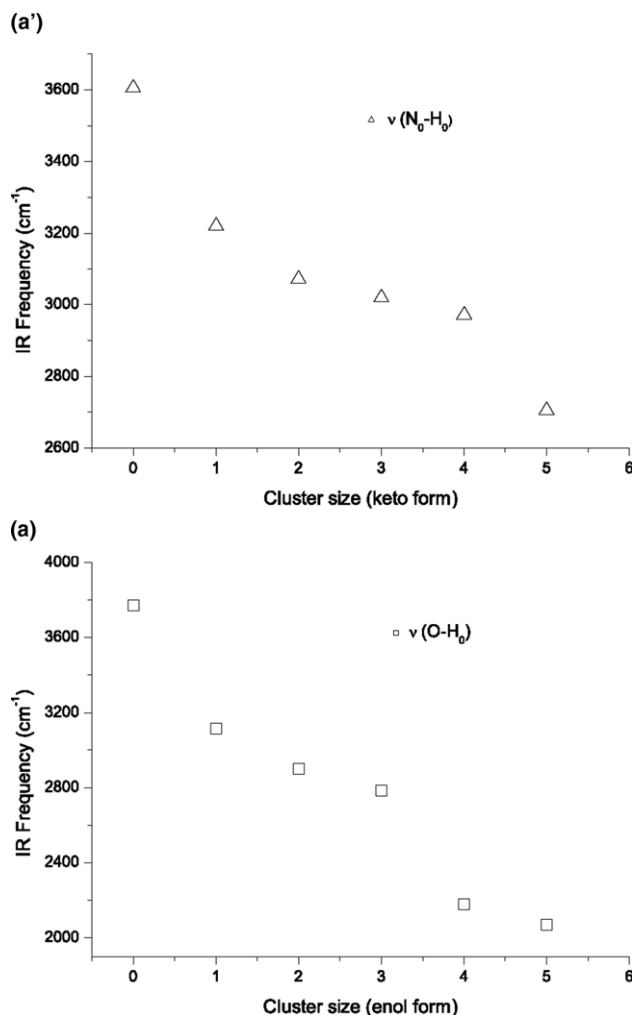 (a')
3600
3400
3200
3000
2800
2600
IR Frequency (cm⁻¹)
ν (N₀-H₀)
0 1 2 3 4 5 6
Cluster size (keto form)
(a)
4000
3600
3200
2800
2400
2000
IR Frequency (cm⁻¹)
ν (O-H₀)
0 1 2 3 4 5 6
Cluster size (enol form)